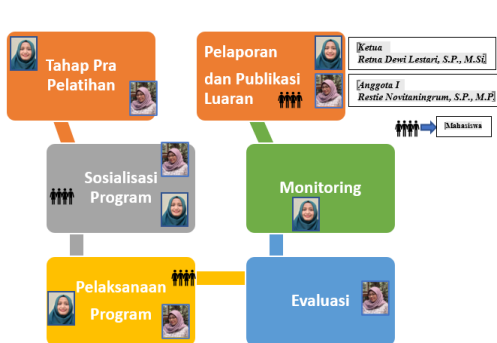 Tahap Pra
Pelatihan
Pelaporan
dan Publikasi
Luaran
Ketua
Retna Dewi Lestari, S.P., M.Si
Anggota I
Restie Novitaningrum, S.P., M.P
Mahasiswa
Sosialisasi
Program
Monitoring
Pelaksanaan
Program
Evaluasi